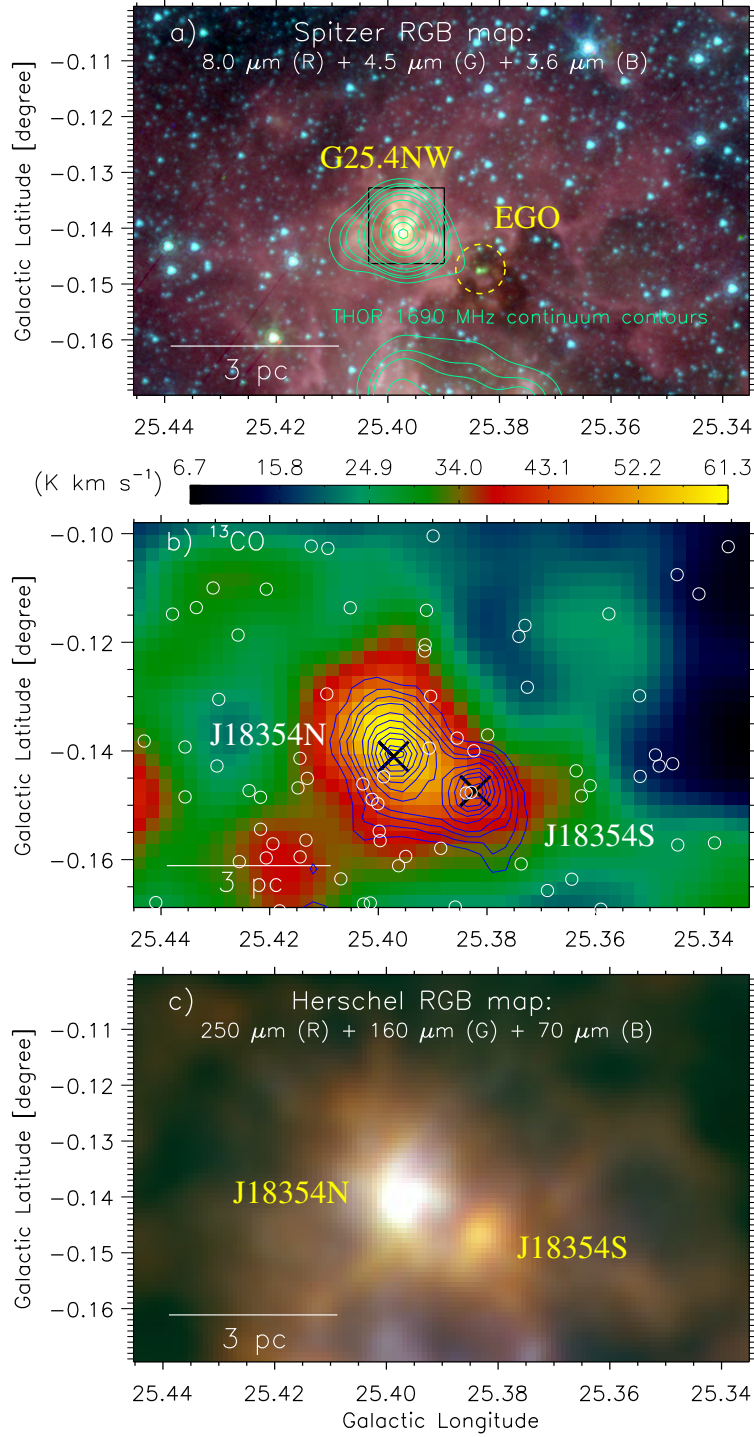 a) Spitzer RGB map:
8.0 μm (R) + 4.5 μm (G) + 3.6 μm (B)
G25.4NW
EGO
THOR 1690 MHz continuum contours
3 pc
Galactic Latitude [degree]
−0.11
−0.12
−0.13
−0.14
−0.15
−0.16
25.44 25.42 25.40 25.38 25.36 25.34
(K km s⁻¹)
6.7 15.8 24.9 34.0 43.1 52.2 61.3
b) ¹³CO
J18354N
J18354S
3 pc
Galactic Latitude [degree]
−0.10
−0.12
−0.14
−0.16
25.44 25.42 25.40 25.38 25.36 25.34
c) Herschel RGB map:
250 μm (R) + 160 μm (G) + 70 μm (B)
J18354N
J18354S
3 pc
Galactic Latitude [degree]
−0.11
−0.12
−0.13
−0.14
−0.15
−0.16
25.44 25.42 25.40 25.38 25.36 25.34
Galactic Longitude